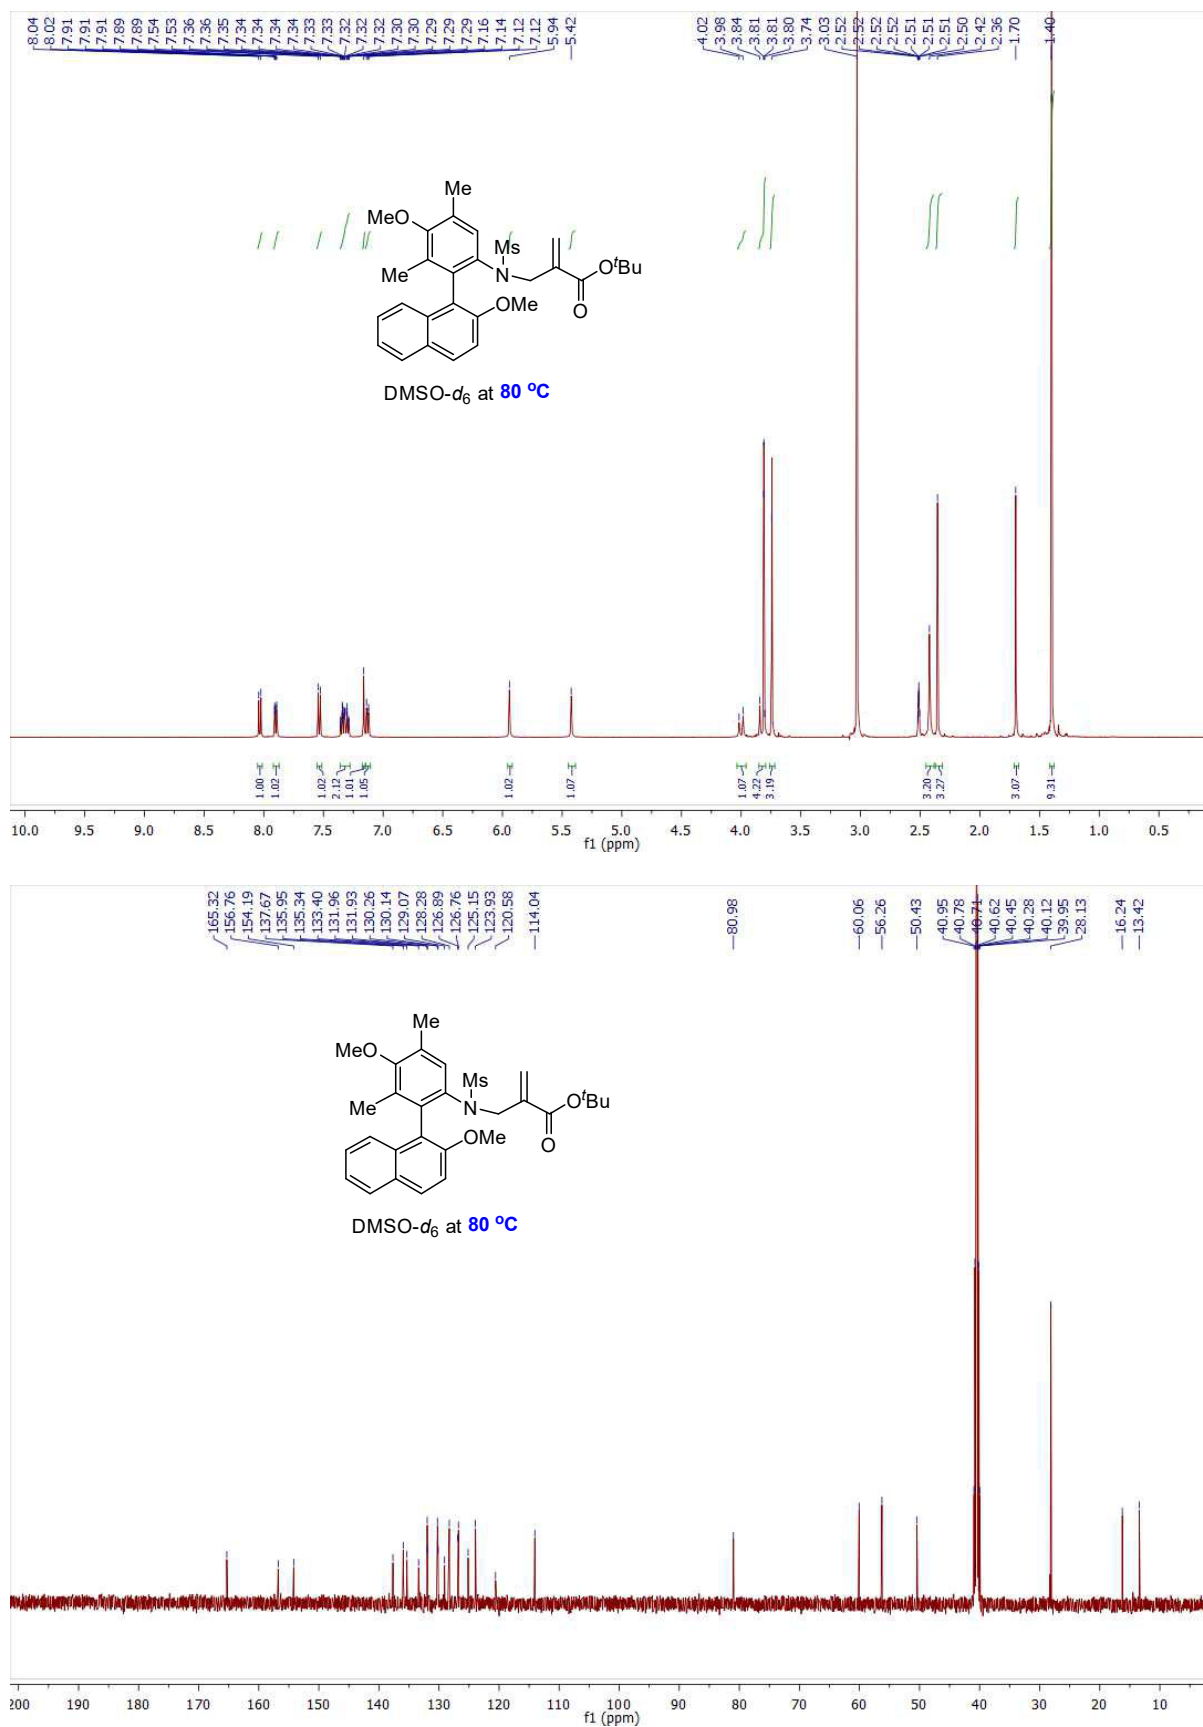 8.04 8.02 7.91 7.91 7.91 7.89 7.89 7.54 7.53 7.36 7.36 7.35 7.34 7.34 7.34 7.34 7.33 7.33 7.32 7.32 7.32 7.30 7.30 7.29 7.29 7.29 7.16 7.14 7.12 7.12 5.94 5.42 4.02 3.98 3.84 3.81 3.81 3.80 3.74 3.03 2.52 2.52 2.52 2.52 2.51 2.51 2.51 2.50 2.42 2.36 1.70 1.40
Me
MeO
Ms
Me
N
OᵗBu
OMe
O
DMSO-d₆ at 80 °C
1.00 1.02 1.02 2.12 1.01 1.05 1.02 1.07 1.07 4.22 3.19 3.20 3.27 3.07 9.31
10.0 9.5 9.0 8.5 8.0 7.5 7.0 6.5 6.0 5.5 5.0 4.5 4.0 3.5 3.0 2.5 2.0 1.5 1.0 0.5
f1 (ppm)
165.32 156.76 154.19 137.67 135.95 135.34 133.40 131.96 131.93 130.26 130.14 129.07 128.28 126.89 126.76 125.15 123.93 120.58 114.04 80.98 60.06 56.26 50.43 40.95 40.78 40.71 40.62 40.45 40.28 40.12 39.95 28.13 16.24 13.42
Me
MeO
Ms
Me
N
OᵗBu
OMe
O
DMSO-d₆ at 80 °C
200 190 180 170 160 150 140 130 120 110 100 90 80 70 60 50 40 30 20 10
f1 (ppm)